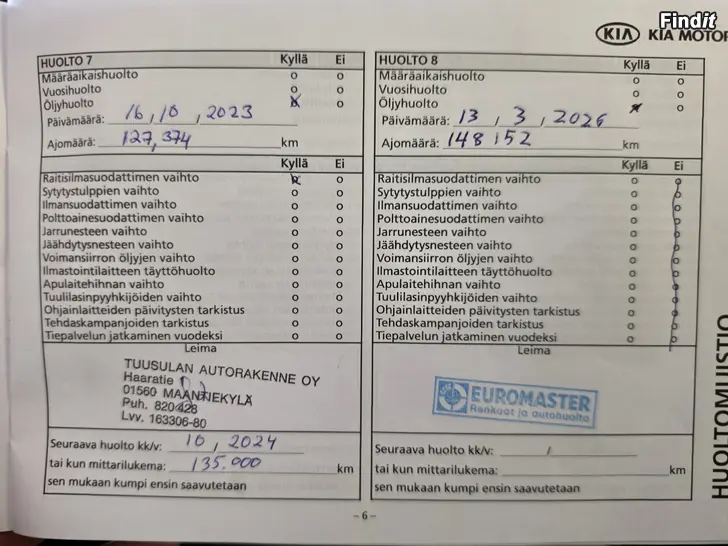 Findit
KIA KIA MOTOR
HUOLTO 7 Kyllä Ei
Määräaikaishuolto o o
Vuosihuolto o o
Öljyhuolto x o
Päivämäärä: 16, 10, 2023
Ajomäärä: 127,374 km
Kyllä Ei
Raitisilmasuodattimen vaihto x o
Sytytystulppien vaihto o o
Ilmansuodattimen vaihto o o
Polttoainesuodattimen vaihto o o
Jarrunesteen vaihto o o
Jäähdytysnesteen vaihto o o
Voimansiirron öljyjen vaihto o o
Ilmastointilaitteen täyttöhuolto o o
Apulaitehihnan vaihto o o
Tuulilasinpyyhkijöiden vaihto o o
Ohjainlaitteiden päivitysten tarkistus o o
Tehdaskampanjoiden tarkistus o o
Tiepalvelun jatkaminen vuodeksi o o
Leima
TUUSULAN AUTORAKENNE OY
Haaratie
01560 MAANTIEKYLÄ
Puh. 820428
Lvv. 163306-80
Seuraava huolto kk/v: 10, 2024
tai kun mittarilukema: 135.000 km
sen mukaan kumpi ensin saavutetaan
HUOLTO 8 Kyllä Ei
Määräaikaishuolto o o
Vuosihuolto o o
Öljyhuolto x o
Päivämäärä: 13, 3, 2026
Ajomäärä: 148152 km
Kyllä Ei
Raitisilmasuodattimen vaihto o o
Sytytystulppien vaihto o o
Ilmansuodattimen vaihto o o
Polttoainesuodattimen vaihto o o
Jarrunesteen vaihto o o
Jäähdytysnesteen vaihto o o
Voimansiirron öljyjen vaihto o o
Ilmastointilaitteen täyttöhuolto o o
Apulaitehihnan vaihto o o
Tuulilasinpyyhkijöiden vaihto o o
Ohjainlaitteiden päivitysten tarkistus o o
Tehdaskampanjoiden tarkistus o o
Tiepalvelun jatkaminen vuodeksi o o
Leima
EUROMASTER
Renkaat ja autohuolto
Seuraava huolto kk/v: /
tai kun mittarilukema: km
sen mukaan kumpi ensin saavutetaan
HUOLTOMUISTIO
– 6 –